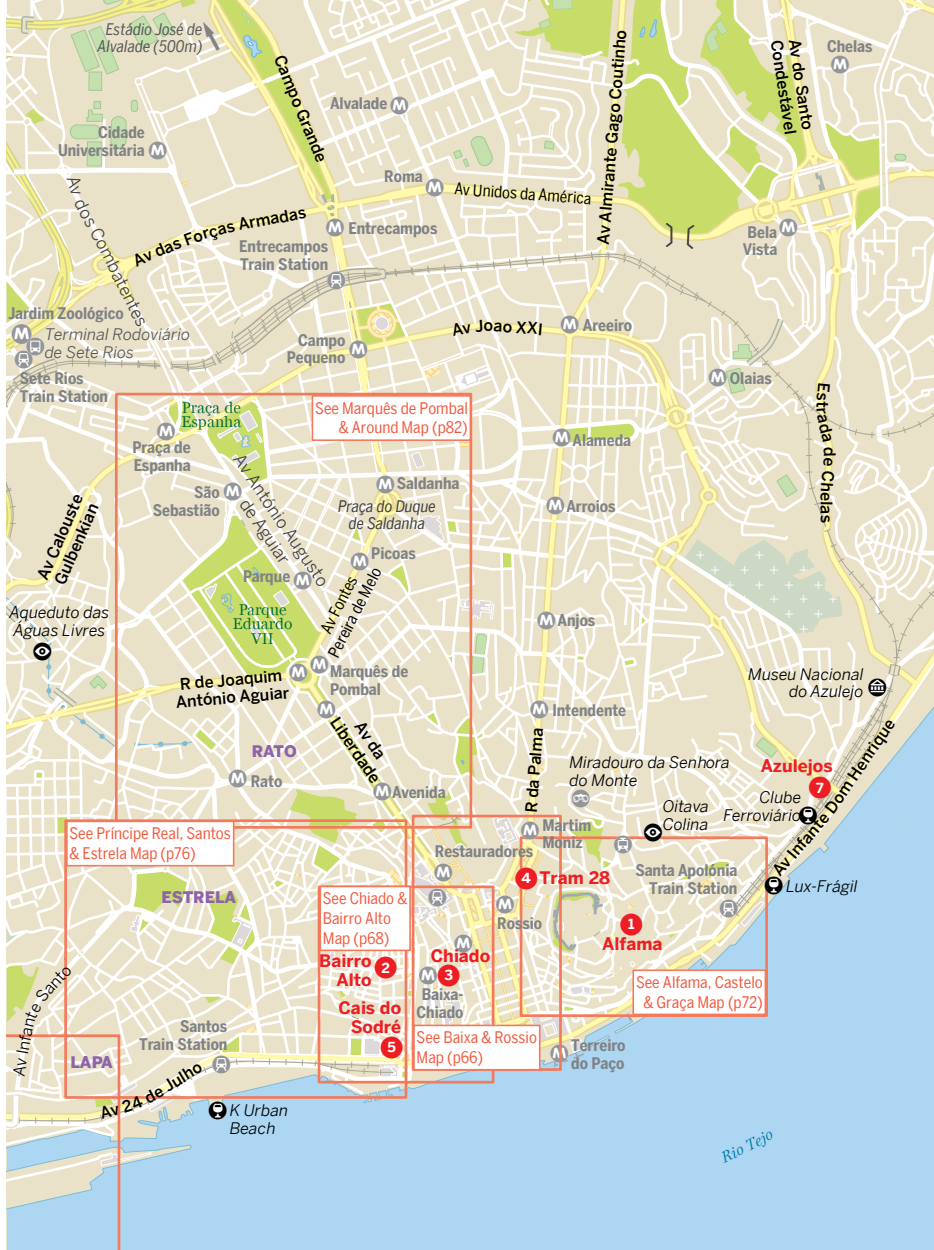 Estádio José de
Alvalade (500m)
Campo Grande
Av Almirante Gago Coutinho
Av do Santo
Condestável
Chelas
M
Alvalade M
Cidade
Universitária M
Av dos Combatentes
Roma
M
Av Unidos da América
Av das Forças Armadas
M Entrecampos
Entrecampos
Train Station
Bela
Vista
M
Jardim Zoológico
M
Terminal Rodoviário
de Sete Rios
Sete Rios
Train Station
Campo
Pequeno M
Av Joao XXI
M Areeiro
M Olaias
Estrada de Chelas
See Marquês de Pombal
& Around Map (p82)
Praça de
Espanha
M
Praça de
Espanha
M Alameda
Av António Augusto
de Aguiar
São
Sebastião
M
M Saldanha
Praça do Duque
de Saldanha
M Arroios
Av Calouste
Gulbenkian
M Picoas
Parque M
Av Fontes
Pereira de Melo
Parque
Eduardo
VII
Aqueduto das
Águas Livres
M Anjos
R de Joaquim
António Aguiar
M M
Marquês de
Pombal
Museu Nacional
do Azulejo
M
Av da
Liberdade
M Intendente
RATO
M Rato
R da Palma
Miradouro da Senhora
do Monte
Azulejos
7
M Avenida
Clube
Ferroviário
Av Infante Dom Henrique
Oitava
Colina
See Príncipe Real, Santos
& Estrela Map (p76)
M Martim
Moniz
Restauradores
M
4 Tram 28
Santa Apolónia
Train Station
Lux-Frágil
ESTRELA
See Chiado &
Bairro Alto
Map (p68)
M
Rossio
1
Alfama
M
Bairro
Alto 2
Chiado
M 3
Baixa-
Chiado
See Alfama, Castelo
& Graça Map (p72)
Av Infante Santo
Cais do
Sodré
5
Santos
Train Station
See Baixa & Rossio
Map (p66)
M Terreiro
do Paço
LAPA
Av 24 de Julho
K Urban
Beach
Rio Tejo